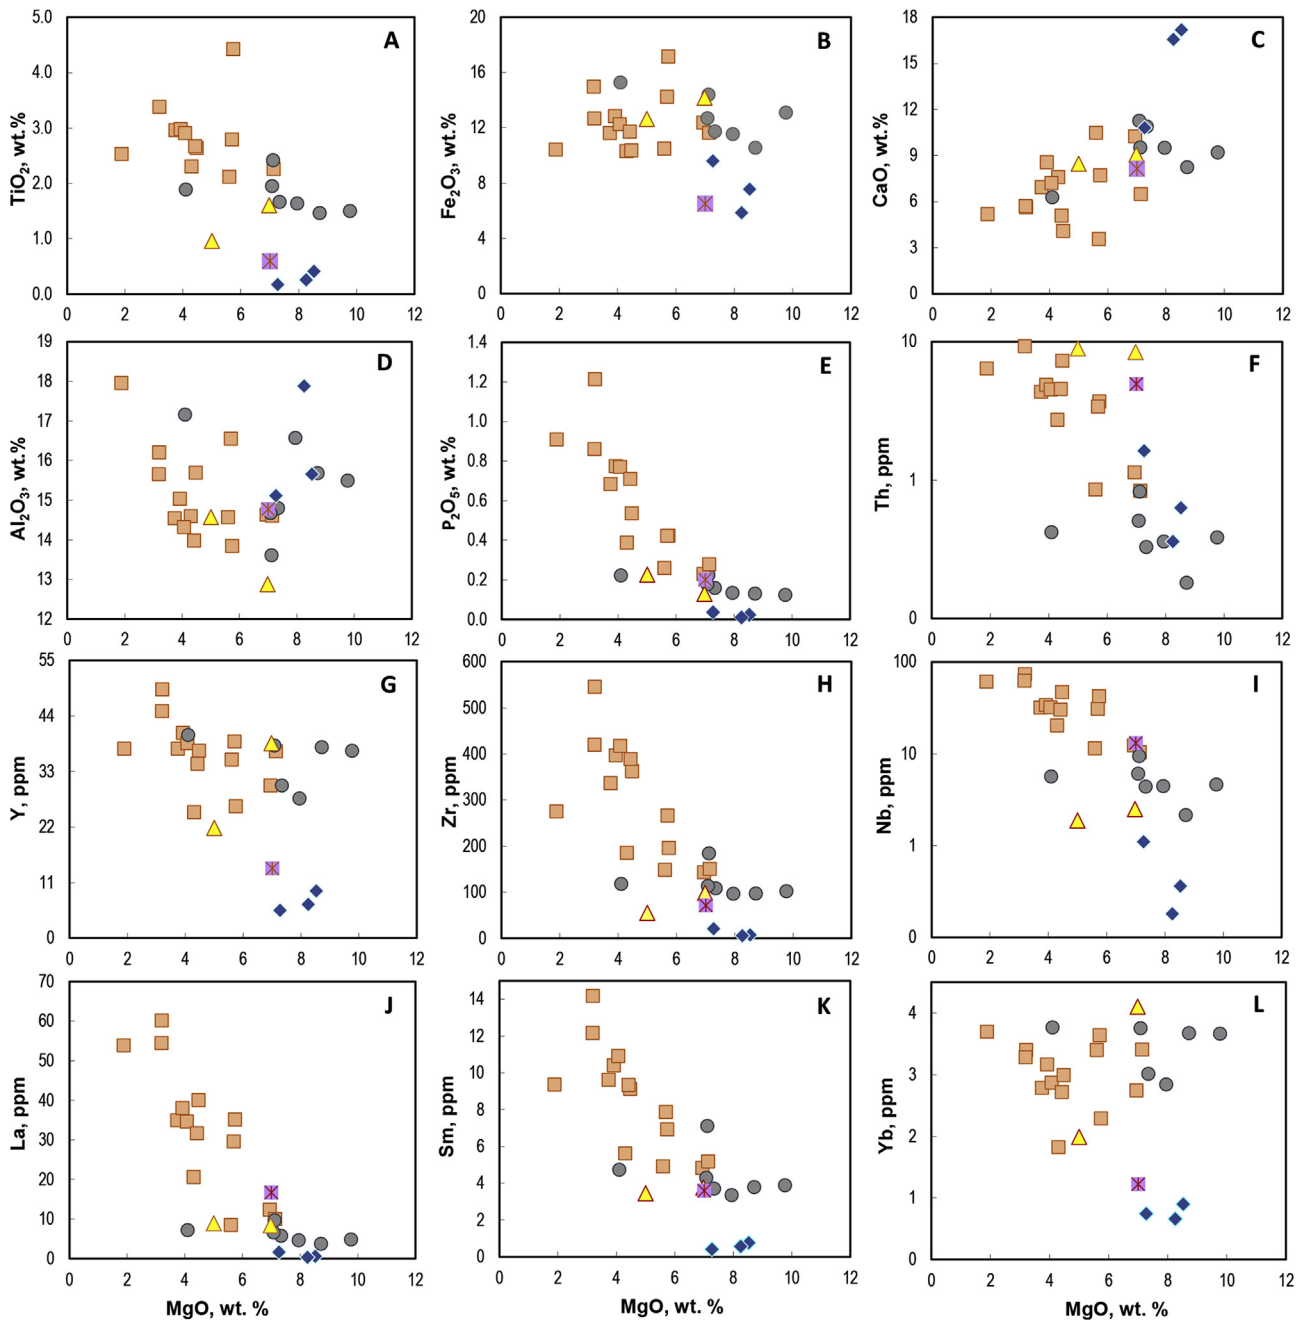 A
TiO2, wt.%
5.0
4.0
3.0
2.0
1.0
0.0
0 2 4 6 8 10 12
B
Fe2O3, wt.%
20
16
12
8
4
0
0 2 4 6 8 10 12
C
CaO, wt.%
18
15
12
9
6
3
0
0 2 4 6 8 10 12
D
Al2O3, wt.%
19
18
17
16
15
14
13
12
0 2 4 6 8 10 12
E
P2O5, wt.%
1.4
1.2
1.0
0.8
0.6
0.4
0.2
0.0
0 2 4 6 8 10 12
F
Th, ppm
10
1
0
0 2 4 6 8 10 12
G
Y, ppm
55
44
33
22
11
0
0 2 4 6 8 10 12
H
Zr, ppm
600
500
400
300
200
100
0
0 2 4 6 8 10 12
I
Nb, ppm
100
10
1
0
0 2 4 6 8 10 12
J
La, ppm
70
60
50
40
30
20
10
0
0 2 4 6 8 10 12
MgO, wt. %
K
Sm, ppm
14
12
10
8
6
4
2
0
0 2 4 6 8 10 12
MgO, wt. %
L
Yb, ppm
4
3
2
1
0
0 2 4 6 8 10 12
MgO, wt. %